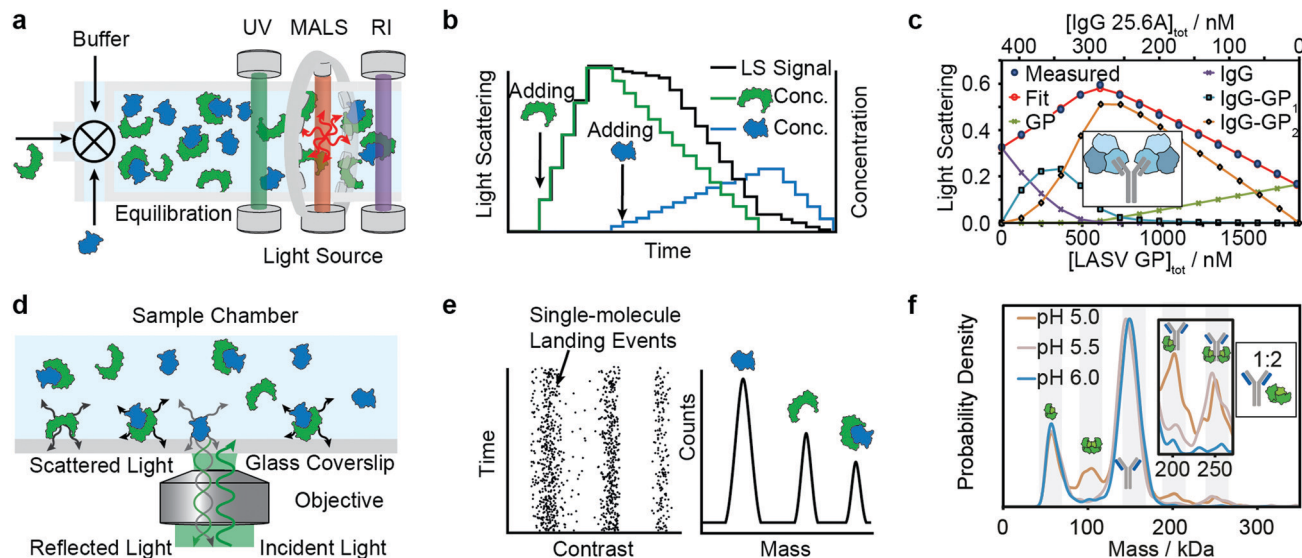 a
UV
MALS
RI
Buffer
Equilibration
Light Source
b
Light Scattering
Adding
Adding
LS Signal
Conc.
Conc.
Concentration
Time
c
[IgG 25.6A]tot / nM
400 300 200 100 0
Light Scattering
0.6
0.4
0.2
0.0
Measured
Fit
GP
IgG
IgG-GP1
IgG-GP2
0 500 1000 1500
[LASV GP]tot / nM
d
Sample Chamber
Scattered Light
Glass Coverslip
Objective
Reflected Light
Incident Light
e
Single-molecule
Landing Events
Time
Contrast
Counts
Mass
f
Probability Density
pH 5.0
pH 5.5
pH 6.0
1:2
200 250
0 100 200 300
Mass / kDa